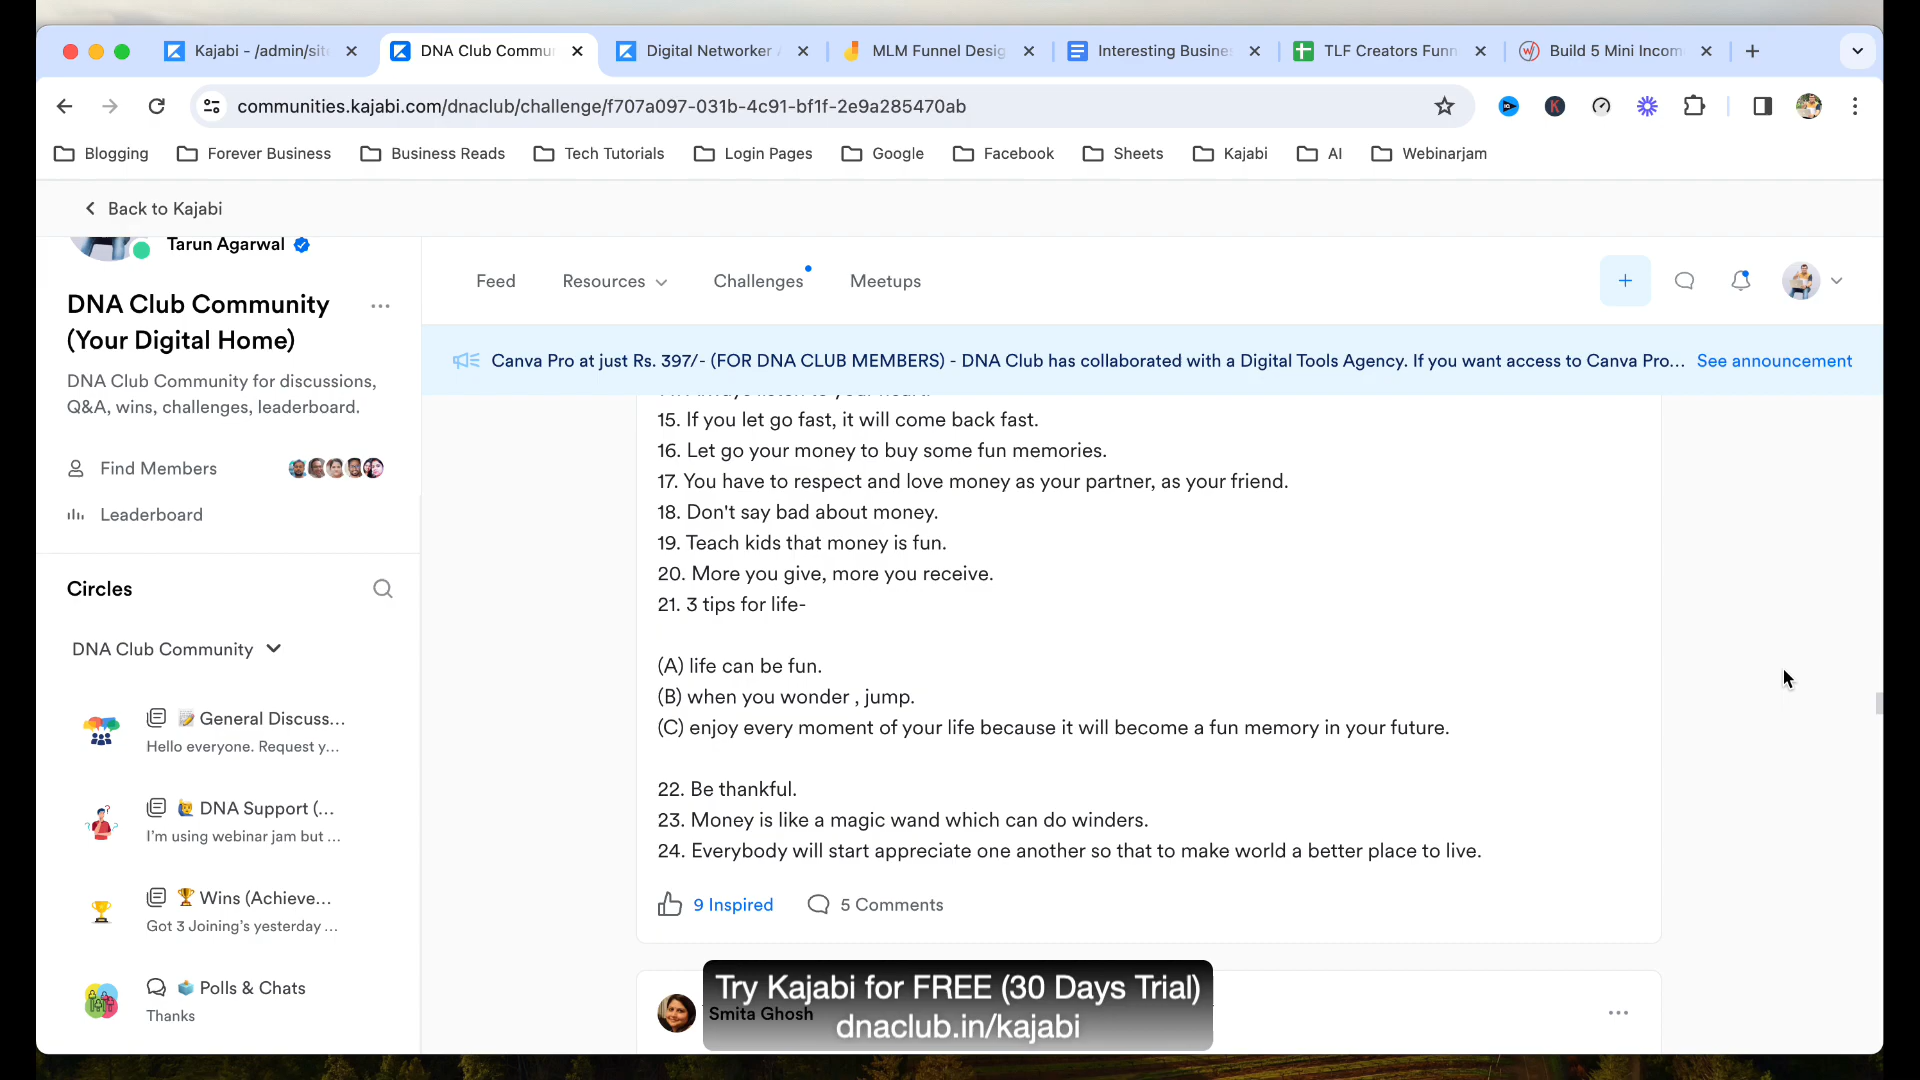 Kajabi - /admin/sit
DNA Club Commu
Digital Networker
MLM Funnel Desig
Interesting Busine
TLF Creators Funn
Build 5 Mini Incom
communities.kajabi.com/dnaclub/challenge/f707a097-031b-4c91-bf1f-2e9a285470ab
Blogging
Forever Business
Business Reads
Tech Tutorials
Login Pages
Google
Facebook
Sheets
Kajabi
AI
Webinarjam
Back to Kajabi
Tarun Agarwal
DNA Club Community
(Your Digital Home)
DNA Club Community for discussions,
Q&A, wins, challenges, leaderboard.
Find Members
Leaderboard
Circles
DNA Club Community
General Discuss...
Hello everyone. Request y...
DNA Support (...
I'm using webinar jam but ...
Wins (Achieve...
Got 3 Joining's yesterday ...
Polls & Chats
Thanks
Feed
Resources
Challenges
Meetups
Canva Pro at just Rs. 397/- (FOR DNA CLUB MEMBERS) - DNA Club has collaborated with a Digital Tools Agency. If you want access to Canva Pro... See announcement
15. If you let go fast, it will come back fast.
16. Let go your money to buy some fun memories.
17. You have to respect and love money as your partner, as your friend.
18. Don't say bad about money.
19. Teach kids that money is fun.
20. More you give, more you receive.
21. 3 tips for life-
(A) life can be fun.
(B) when you wonder , jump.
(C) enjoy every moment of your life because it will become a fun memory in your future.
22. Be thankful.
23. Money is like a magic wand which can do winders.
24. Everybody will start appreciate one another so that to make world a better place to live.
9 Inspired
5 Comments
Smita Ghosh
Try Kajabi for FREE (30 Days Trial)
dnaclub.in/kajabi